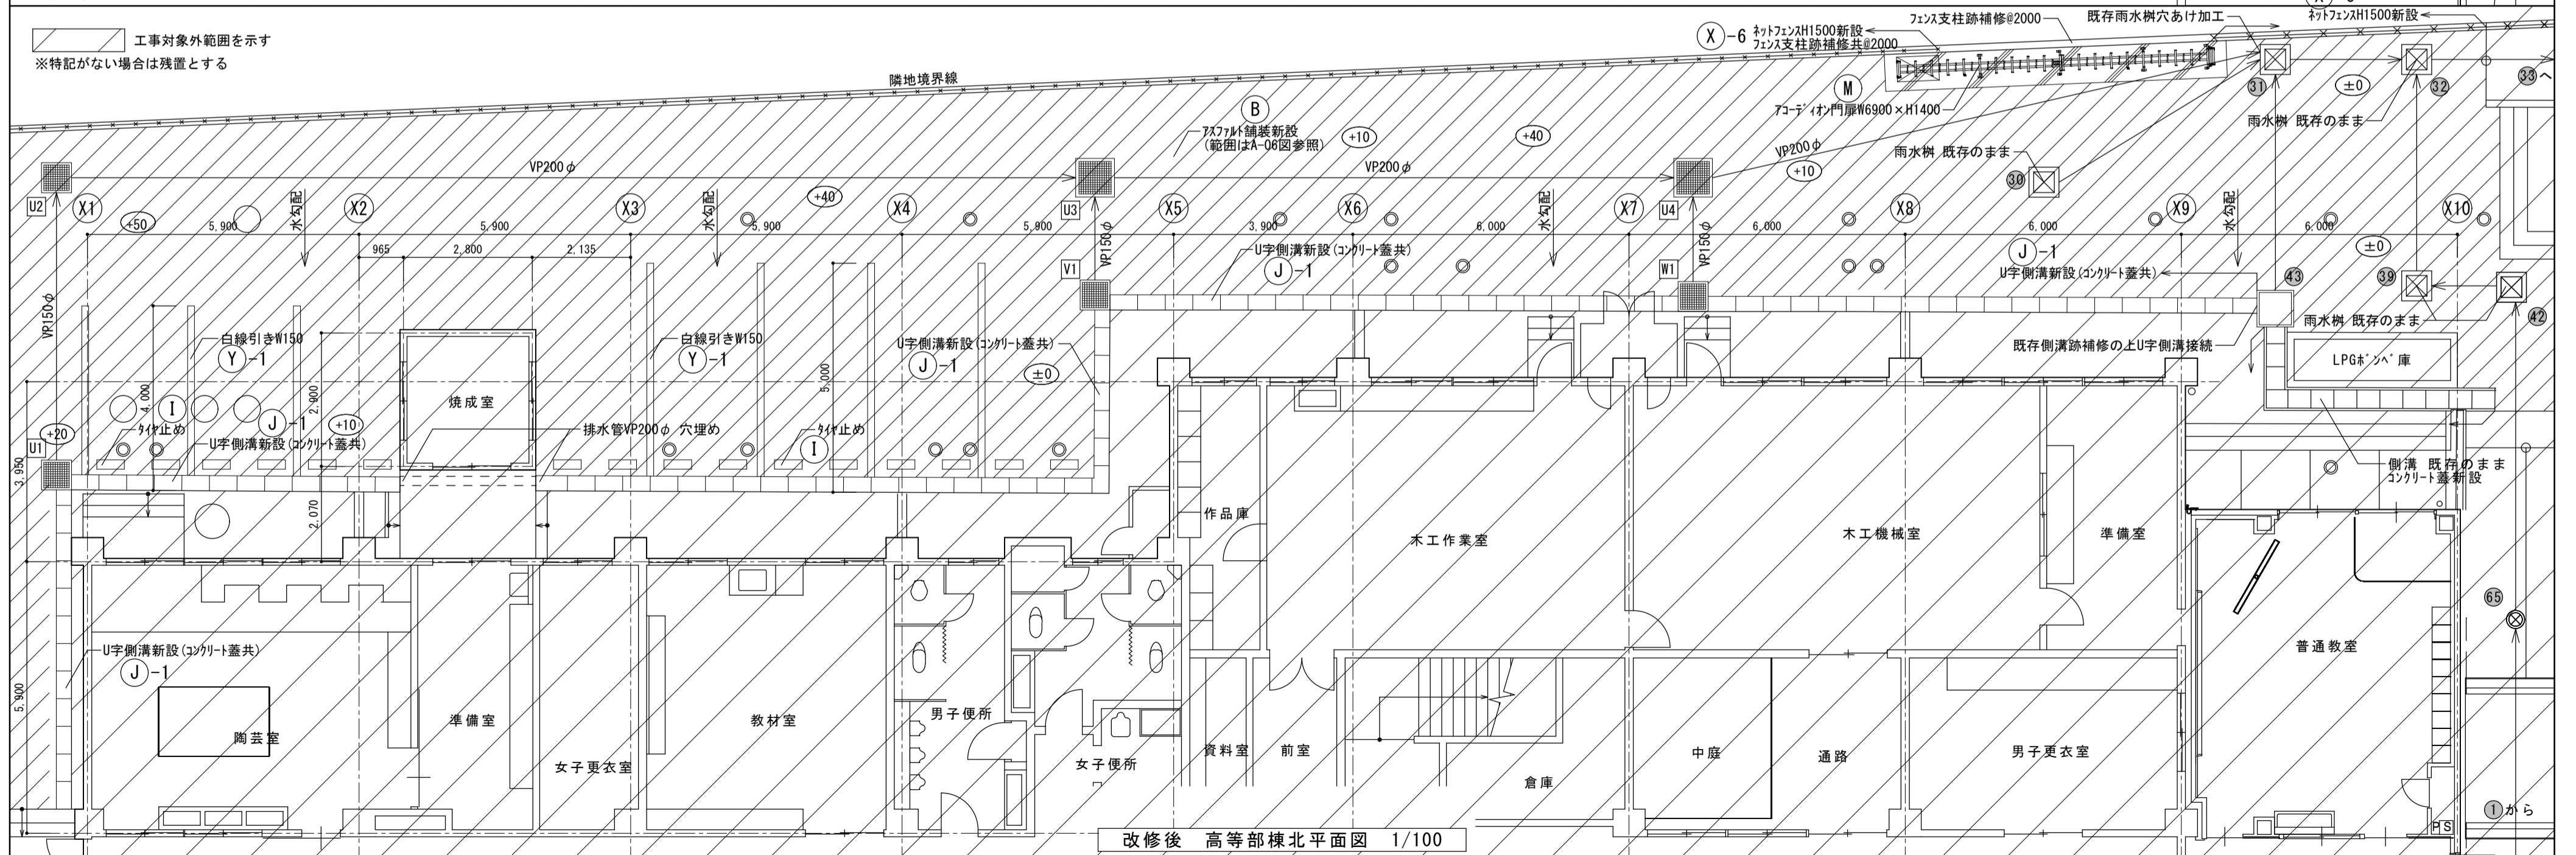 工事対象外範囲を示す
※特記がない場合は残置とする
隣地境界線
X-6 ネットフェンスH1500新設
フェンス支柱跡補修共@2000
フェンス支柱跡補修@2000
既存雨水桝穴あけ加工
ネットフェンスH1500新設
M
アコーディオン門扉W6900×H1400
31
32
33へ
±0
雨水桝 既存のまま
B
アスファルト舗装新設
(範囲はA-06図参照)
+10
+40
VP200φ
VP200φ
VP200φ
+10
雨水桝 既存のまま
30
U2
X1
X2
X3
X4
U3
X5
X6
X7
U4
X8
X9
X10
+50
+40
水勾配
水勾配
水勾配
水勾配
5,900
5,900
5,900
5,900
3,900
6,000
6,000
6,000
6,000
965
2,800
2,135
VP150φ
VP150φ
VP150φ
V1
W1
U字側溝新設(コンクリート蓋共)
J-1
J-1
U字側溝新設(コンクリート蓋共)
±0
43
39
42
雨水桝 既存のまま
既存側溝跡補修の上U字側溝接続
LPGボンベ庫
白線引きW150
Y-1
白線引きW150
Y-1
U字側溝新設(コンクリート蓋共)
J-1
±0
4,000
2,900
5,000
焼成室
I
J-1
+10
タイヤ止め
U字側溝新設(コンクリート蓋共)
排水管VP200φ 穴埋め
タイヤ止め
I
+20
U1
3,950
2,070
側溝 既存のまま
コンクリート蓋新設
作品庫
木工作業室
木工機械室
準備室
65
普通教室
U字側溝新設(コンクリート蓋共)
J-1
5,900
陶芸室
準備室
女子更衣室
教材室
男子便所
女子便所
資料室
前室
倉庫
中庭
通路
男子更衣室
1から
PS
改修後 高等部棟北平面図 1/100